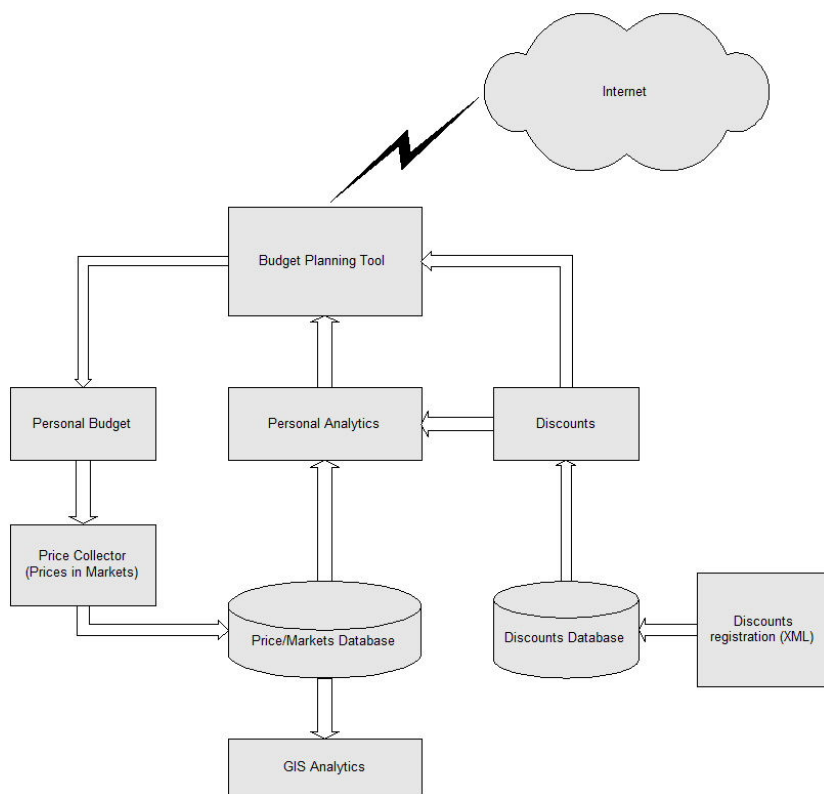 Internet
Budget Planning Tool
Personal Budget
Personal Analytics
Discounts
Price Collector
(Prices in Markets)
Price/Markets Database
Discounts Database
Discounts
registration (XML)
GIS Analytics